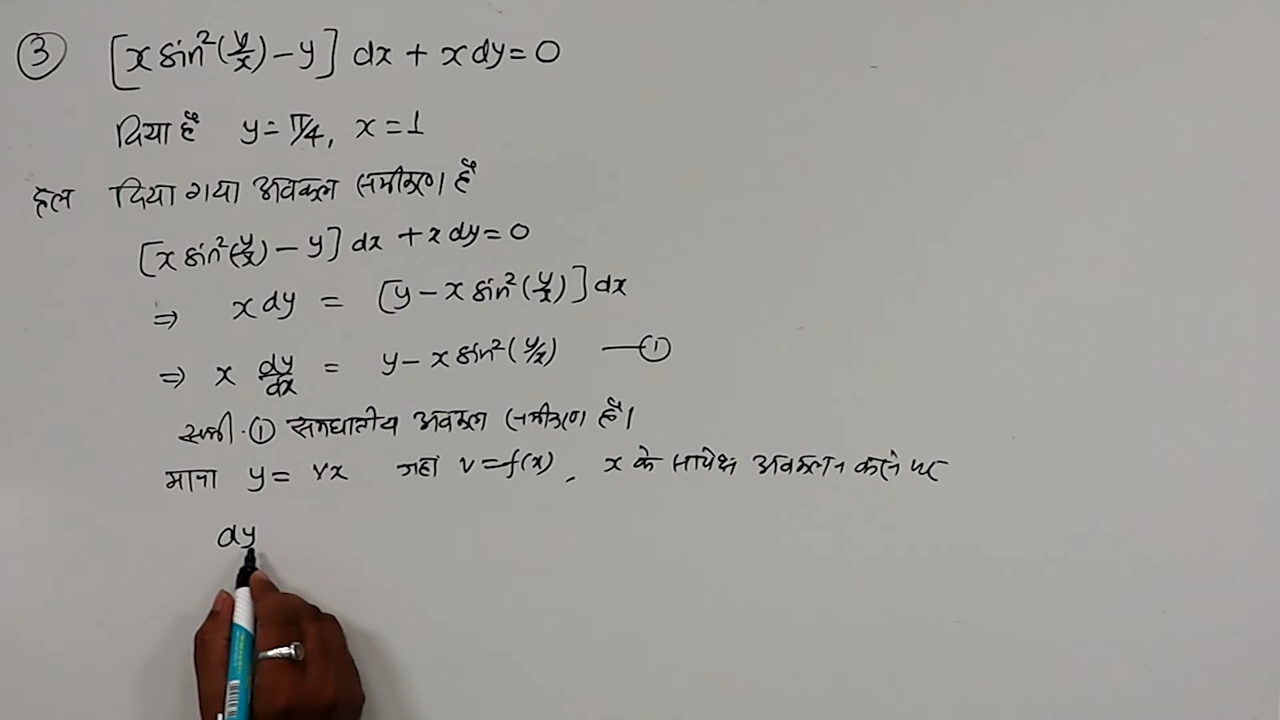 ③ [x sin²(y/x) – y] dx + x dy = 0
दिया है y = π/4, x = 1
हल दिया गया अवकल समीकरण है
[x sin²(y/x) – y] dx + x dy = 0
⇒ x dy = [y – x sin²(y/x)] dx
⇒ x dy/dx = y – x sin²(y/x) —①
समी. ① समघातीय अवकल समीकरण है।
माना y = vx जहां v = f(x), x के सापेक्ष अवकलन करने पर
dy